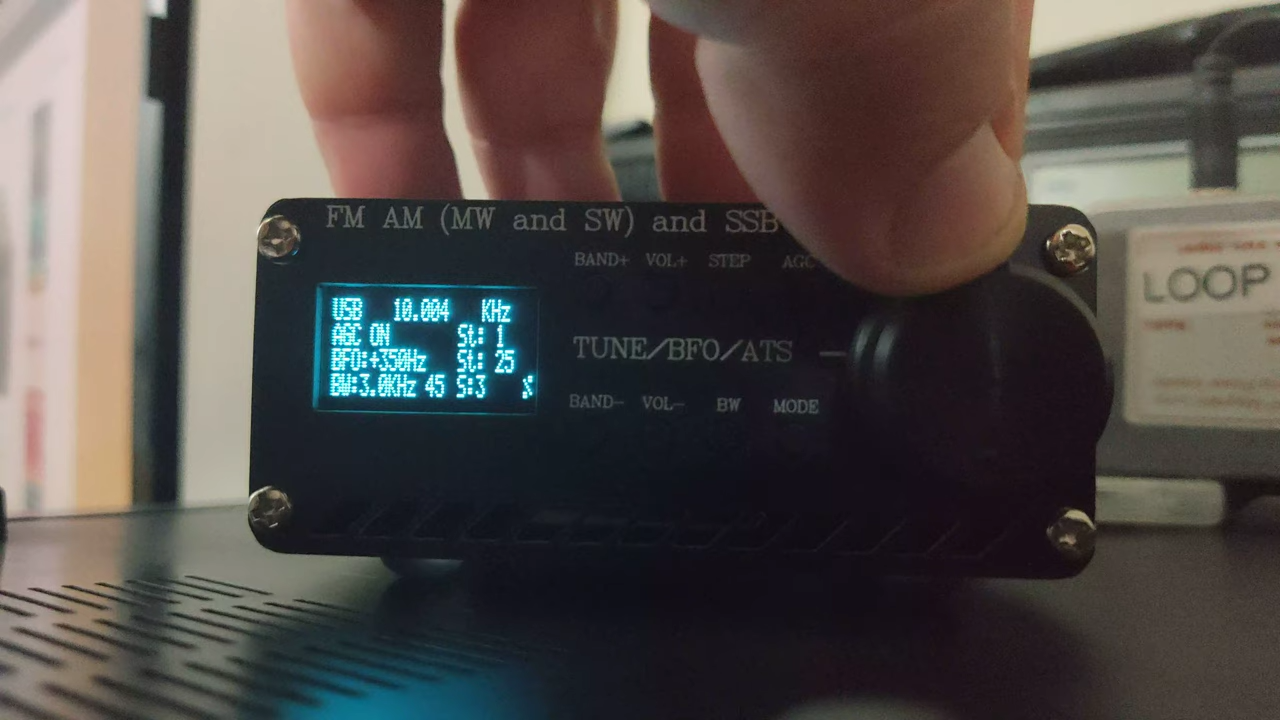 FM AM (MW and SW) and SSB
BAND+ VOL+ STEP AGC
USB 10.004 KHz
AGC ON St: 1
BFO:+350Hz St: 25
BW:3.0KHz 45 S:3
TUNE/BFO/ATS
BAND- VOL- BW MODE
LOOP